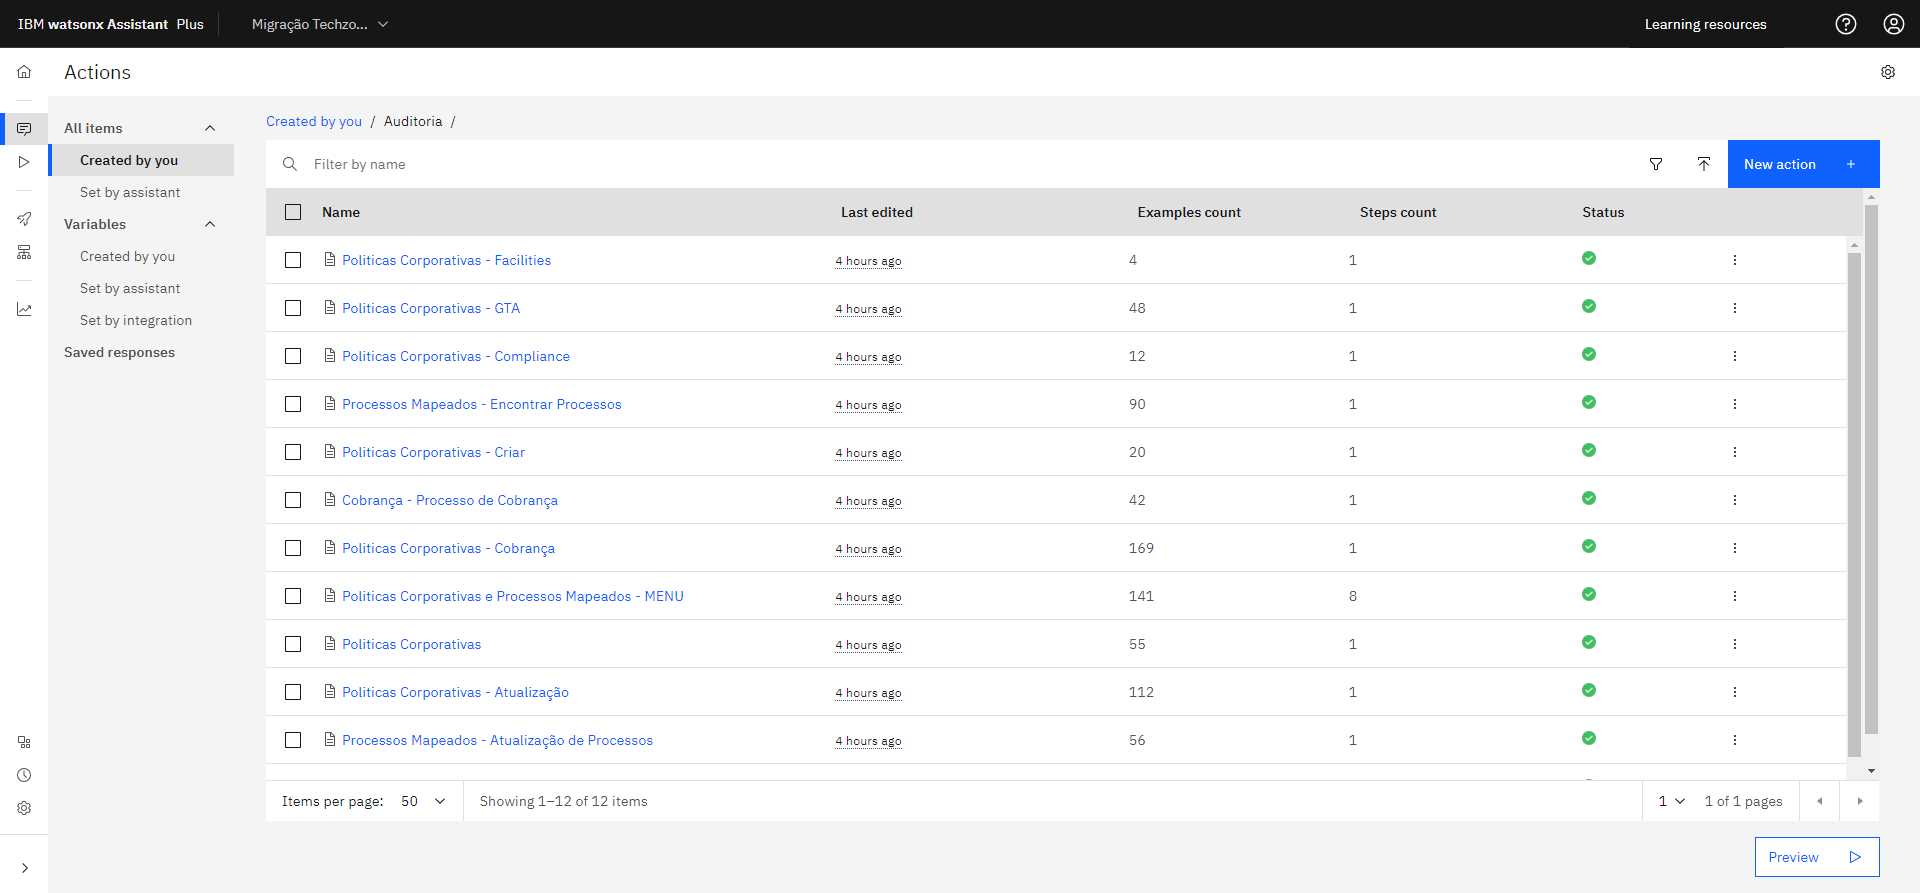 IBM watsonx Assistant Plus
Migração Techzo...
Learning resources
Actions
All items
Created by you
Set by assistant
Variables
Created by you
Set by assistant
Set by integration
Saved responses
Created by you / Auditoria /
Filter by name
New action +
Name Last edited Examples count Steps count Status
Politicas Corporativas - Facilities 4 hours ago 4 1
Politicas Corporativas - GTA 4 hours ago 48 1
Politicas Corporativas - Compliance 4 hours ago 12 1
Processos Mapeados - Encontrar Processos 4 hours ago 90 1
Politicas Corporativas - Criar 4 hours ago 20 1
Cobrança - Processo de Cobrança 4 hours ago 42 1
Politicas Corporativas - Cobrança 4 hours ago 169 1
Politicas Corporativas e Processos Mapeados - MENU 4 hours ago 141 8
Politicas Corporativas 4 hours ago 55 1
Politicas Corporativas - Atualização 4 hours ago 112 1
Processos Mapeados - Atualização de Processos 4 hours ago 56 1
Items per page: 50 Showing 1–12 of 12 items 1 1 of 1 pages
Preview